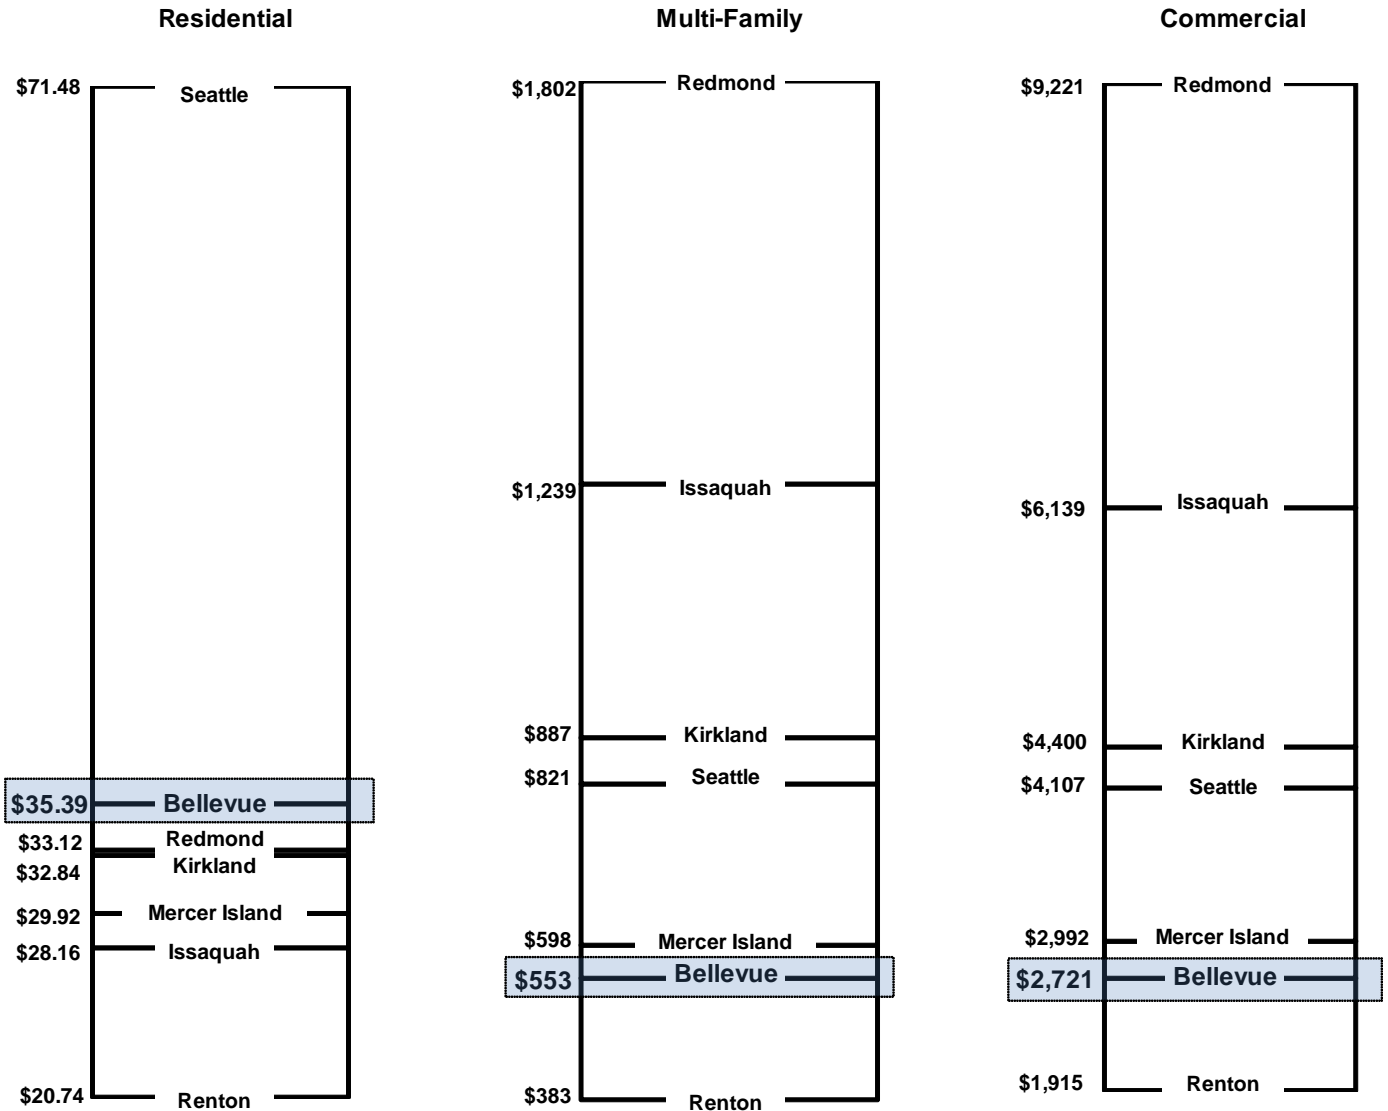 Residential
$71.48 Seattle
$35.39 Bellevue
$33.12 Redmond
$32.84 Kirkland
$29.92 Mercer Island
$28.16 Issaquah
$20.74 Renton
Multi-Family
$1,802 Redmond
$1,239 Issaquah
$887 Kirkland
$821 Seattle
$598 Mercer Island
$553 Bellevue
$383 Renton
Commercial
$9,221 Redmond
$6,139 Issaquah
$4,400 Kirkland
$4,107 Seattle
$2,992 Mercer Island
$2,721 Bellevue
$1,915 Renton